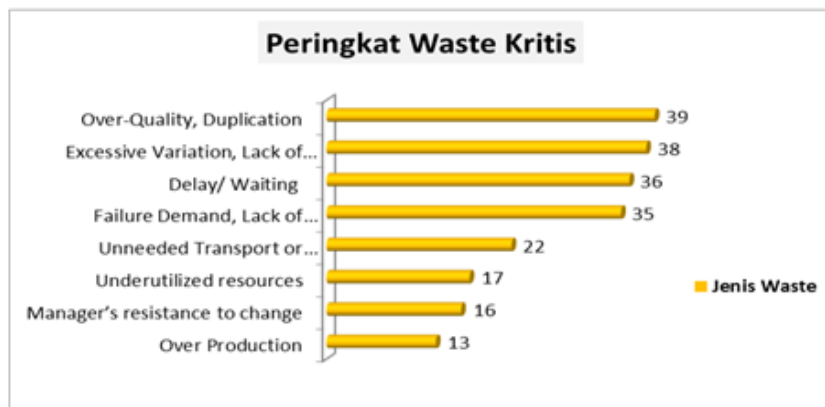 Peringkat Waste Kritis
Over-Quality, Duplication 39
Excessive Variation, Lack of... 38
Delay/ Waiting 36
Failure Demand, Lack of... 35
Unneeded Transport or... 22
Underutilized resources 17
Manager's resistance to change 16
Over Production 13
Jenis Waste